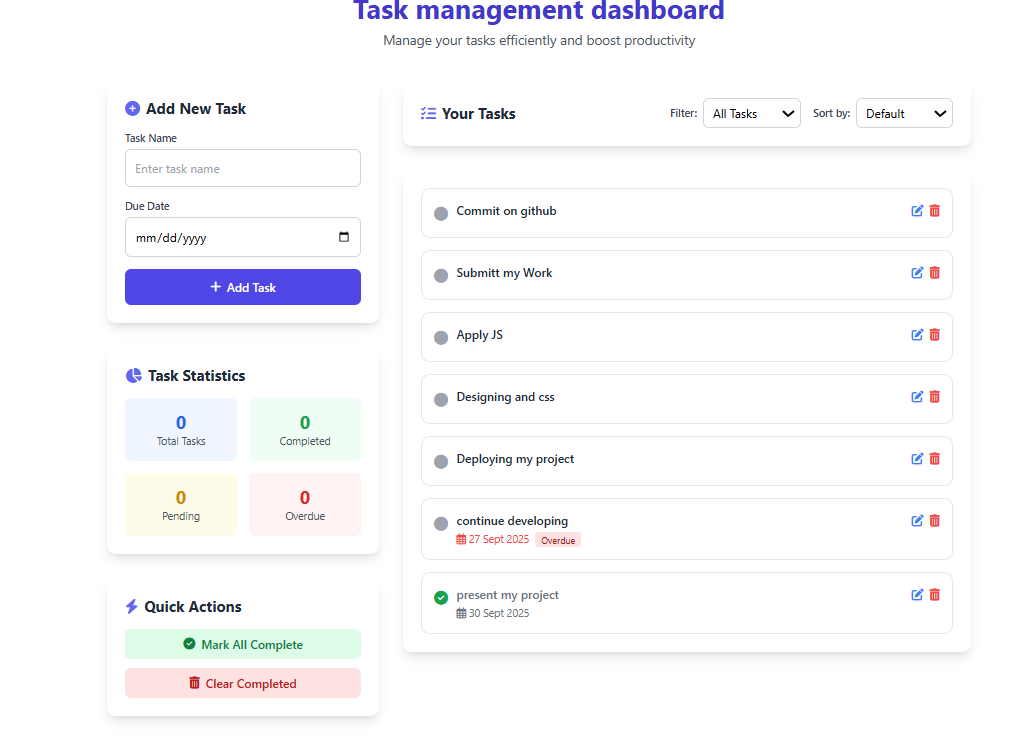 Task management dashboard
Manage your tasks efficiently and boost productivity
Add New Task
Task Name
Enter task name
Due Date
mm/dd/yyyy
Add Task
Task Statistics
0
Total Tasks
0
Completed
0
Pending
0
Overdue
Quick Actions
Mark All Complete
Clear Completed
Your Tasks
Filter: All Tasks Sort by: Default
Commit on github
Submitt my Work
Apply JS
Designing and css
Deploying my project
continue developing
27 Sept 2025 Overdue
present my project
30 Sept 2025